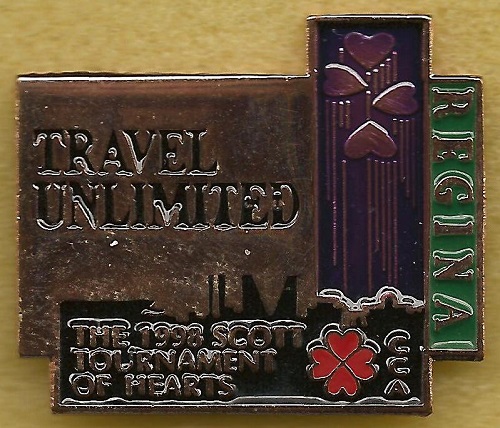 TRAVEL
UNLIMITED
REGINA
THE 1998 SCOTT
TOURNAMENT
OF HEARTS
CCA